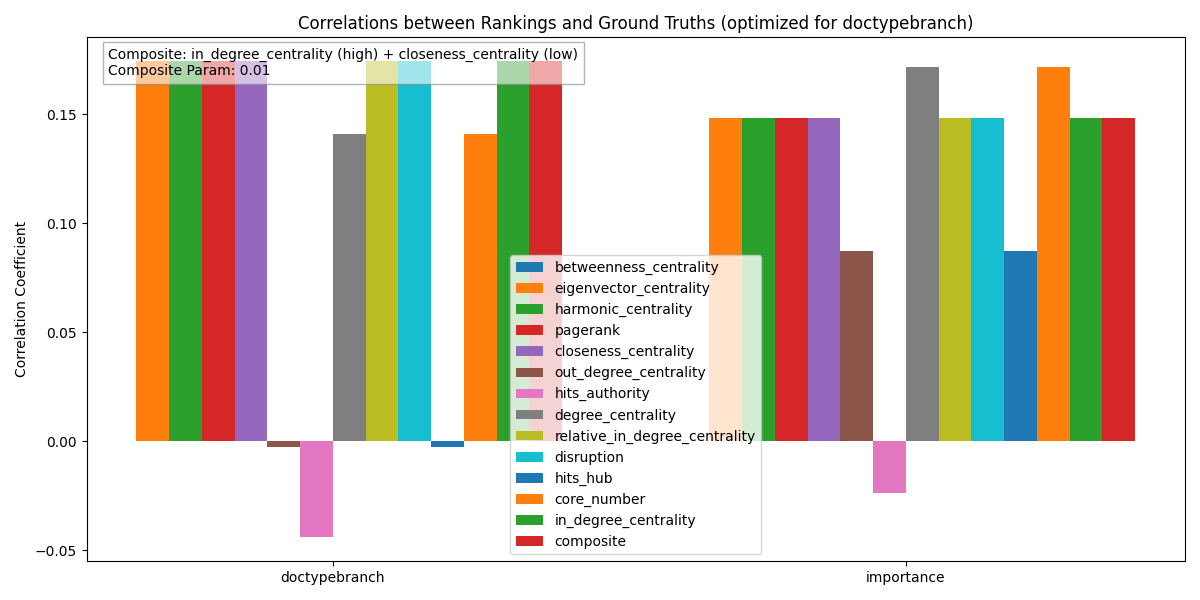 Correlations between Rankings and Ground Truths (optimized for doctypebranch)
Composite: in_degree_centrality (high) + closeness_centrality (low)
Composite Param: 0.01
Correlation Coefficient
0.15
0.10
0.05
0.00
−0.05
betweenness_centrality
eigenvector_centrality
harmonic_centrality
pagerank
closeness_centrality
out_degree_centrality
hits_authority
degree_centrality
relative_in_degree_centrality
disruption
hits_hub
core_number
in_degree_centrality
composite
doctypebranch
importance